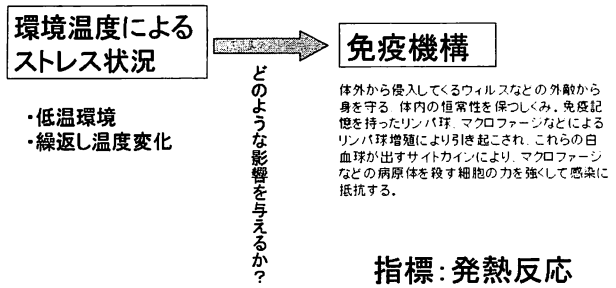 環境温度による
ストレス状況
・低温環境
・繰返し温度変化
どのような影響を与えるか?
免疫機構
体外から侵入してくるウィルスなどの外敵から
身を守る 体内の恒常性を保つしくみ。免疫記
憶を持ったリンパ球、マクロファージなどによる
リンパ球増殖により引き起こされ、これらの白
血球が出すサイトカインにより、マクロファージ
などの病原体を殺す細胞の力を強くして感染に
抵抗する。
指標:発熱反応